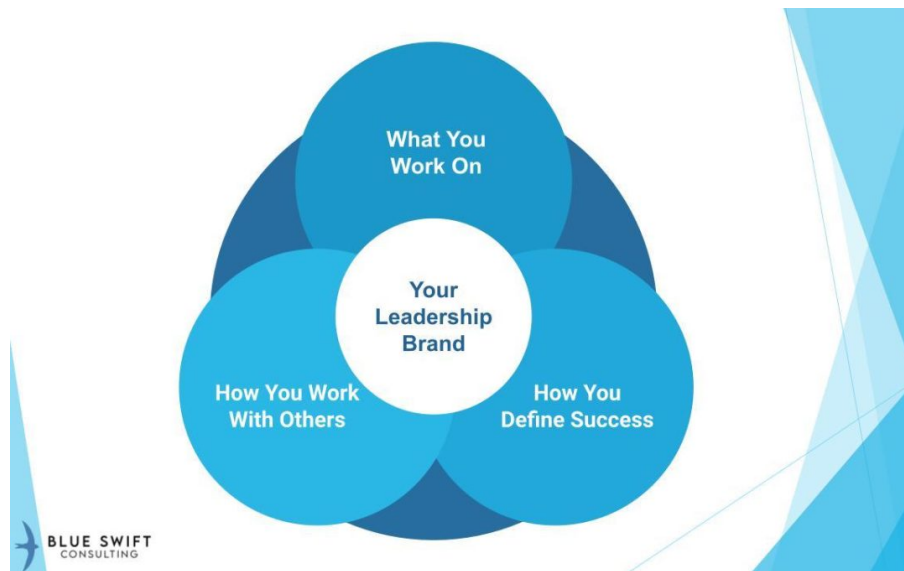 What You
Work On
Your
Leadership
Brand
How You Work
With Others
How You
Define Success
BLUE SWIFT
CONSULTING